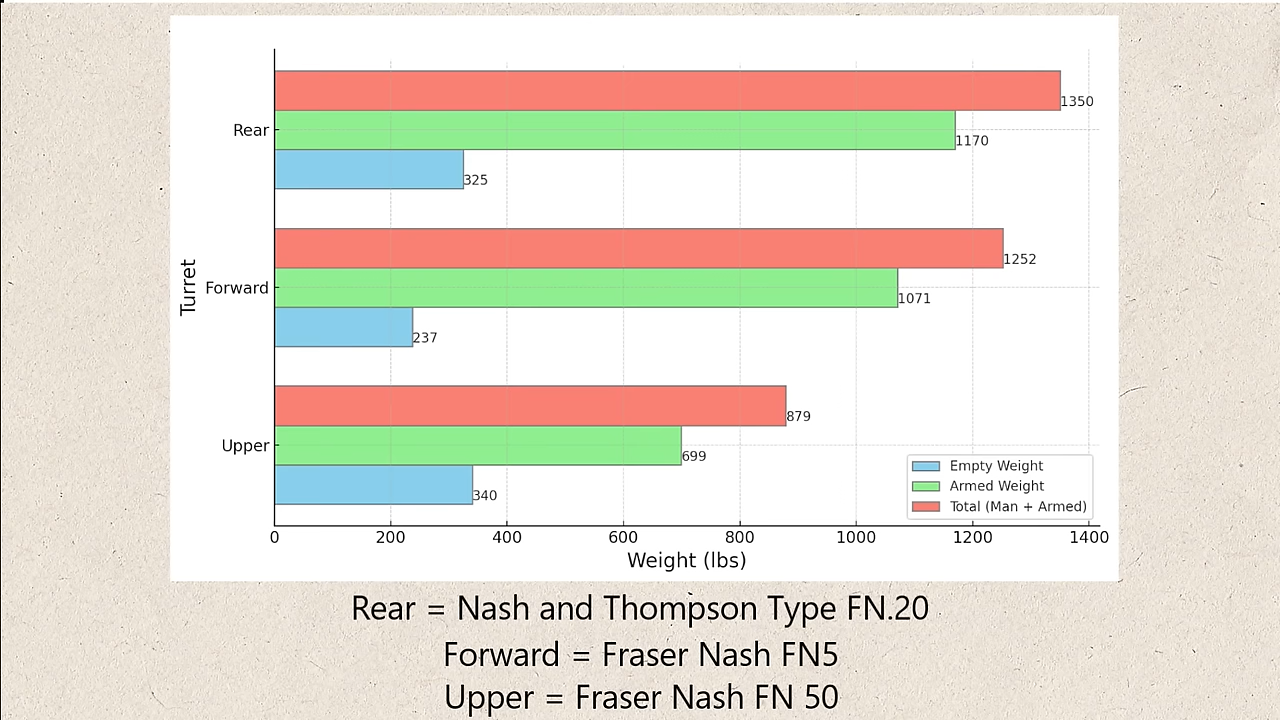 1350
Rear
1170
325
1252
Turret
Forward
1071
237
879
Upper
699
340
Empty Weight
Armed Weight
Total (Man + Armed)
0 200 400 600 800 1000 1200 1400
Weight (lbs)
Rear = Nash and Thompson Type FN.20
Forward = Fraser Nash FN5
Upper = Fraser Nash FN 50